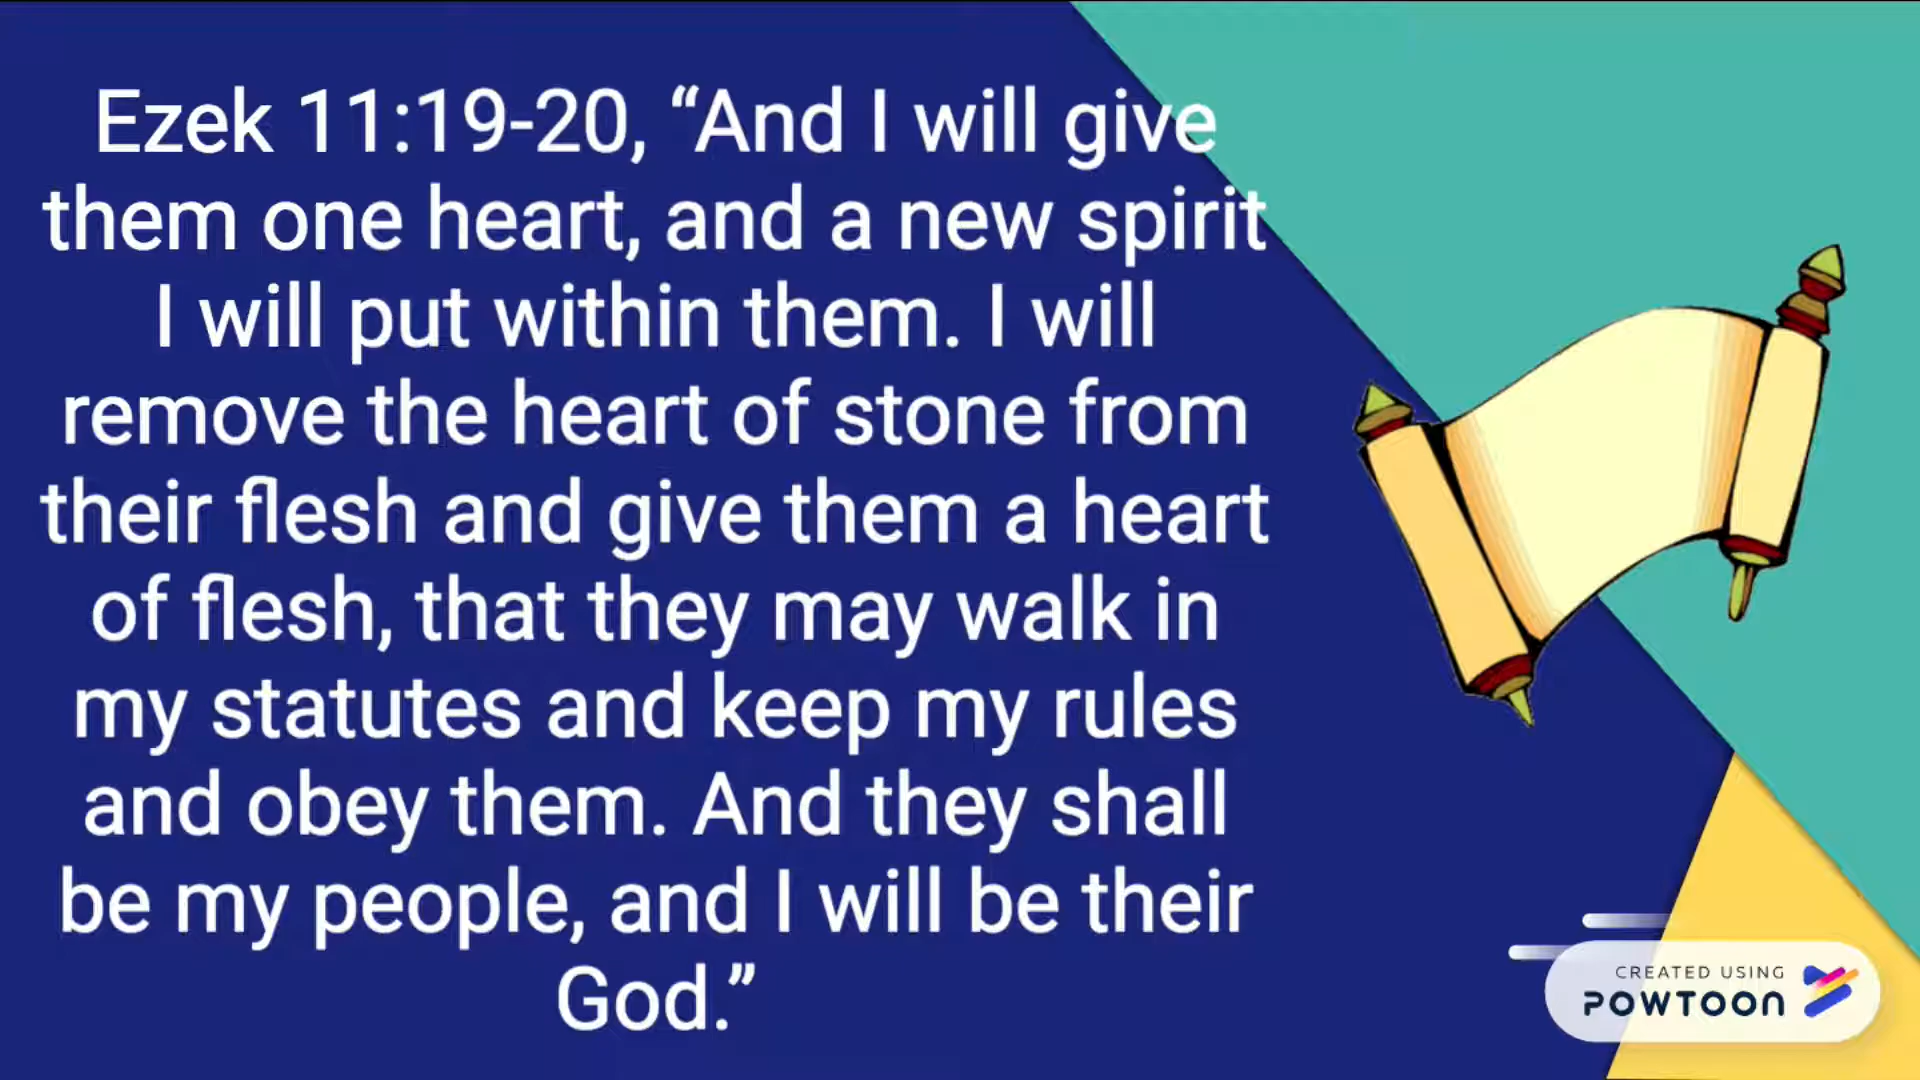 Ezek 11:19-20, “And I will give
them one heart, and a new spirit
I will put within them. I will
remove the heart of stone from
their flesh and give them a heart
of flesh, that they may walk in
my statutes and keep my rules
and obey them. And they shall
be my people, and I will be their
God.”
CREATED USING
POWTOON